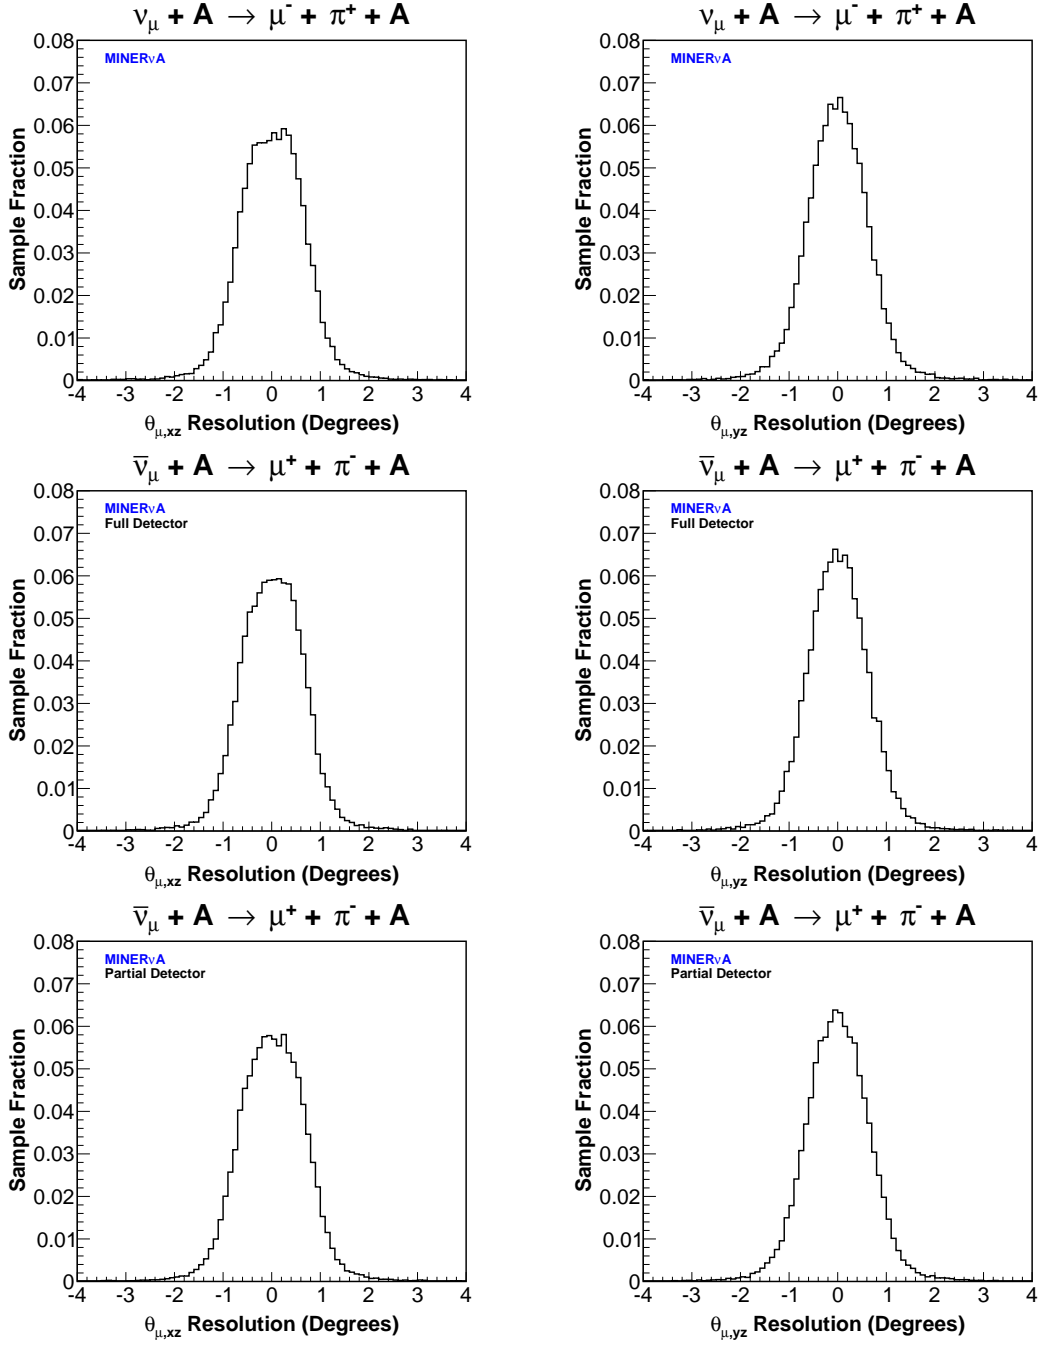 ν_μ + A → μ⁻ + π⁺ + A
0.08
MINERνA
0.07
0.06
0.05
0.04
0.03
0.02
0.01
0
Sample Fraction
-4 -3 -2 -1 0 1 2 3 4
θ_μ,xz Resolution (Degrees)
ν_μ + A → μ⁻ + π⁺ + A
0.08
MINERνA
0.07
0.06
0.05
0.04
0.03
0.02
0.01
0
Sample Fraction
-4 -3 -2 -1 0 1 2 3 4
θ_μ,yz Resolution (Degrees)
ν̅_μ + A → μ⁺ + π⁻ + A
0.08
MINERνA
Full Detector
0.07
0.06
0.05
0.04
0.03
0.02
0.01
0
Sample Fraction
-4 -3 -2 -1 0 1 2 3 4
θ_μ,xz Resolution (Degrees)
ν̅_μ + A → μ⁺ + π⁻ + A
0.08
MINERνA
Full Detector
0.07
0.06
0.05
0.04
0.03
0.02
0.01
0
Sample Fraction
-4 -3 -2 -1 0 1 2 3 4
θ_μ,yz Resolution (Degrees)
ν̅_μ + A → μ⁺ + π⁻ + A
0.08
MINERνA
Partial Detector
0.07
0.06
0.05
0.04
0.03
0.02
0.01
0
Sample Fraction
-4 -3 -2 -1 0 1 2 3 4
θ_μ,xz Resolution (Degrees)
ν̅_μ + A → μ⁺ + π⁻ + A
0.08
MINERνA
Partial Detector
0.07
0.06
0.05
0.04
0.03
0.02
0.01
0
Sample Fraction
-4 -3 -2 -1 0 1 2 3 4
θ_μ,yz Resolution (Degrees)